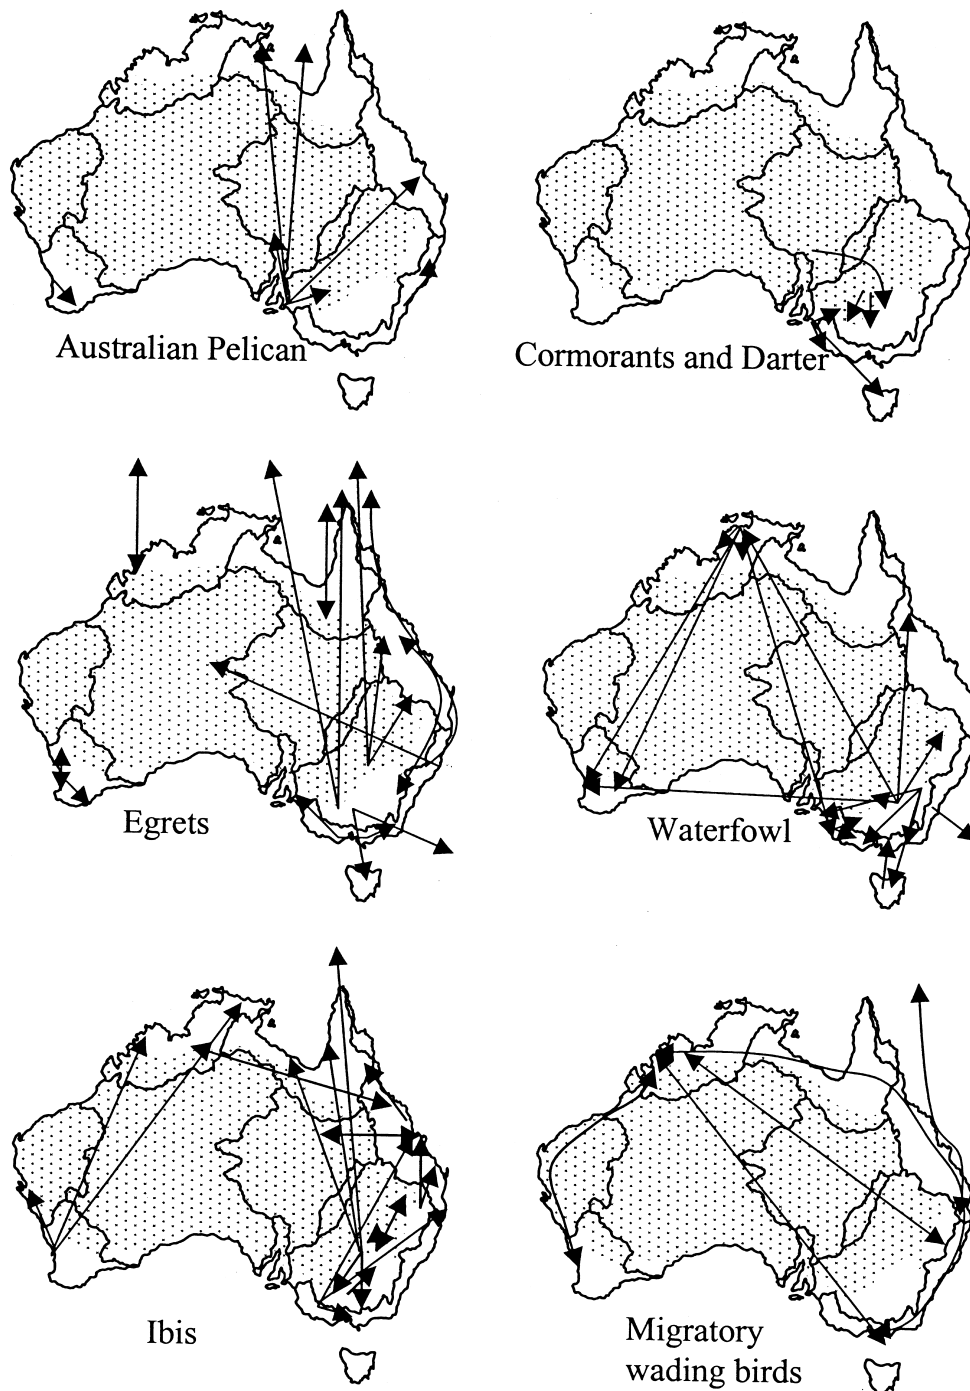 Australian Pelican
Cormorants and Darter
Egrets
Waterfowl
Ibis
Migratory
wading birds